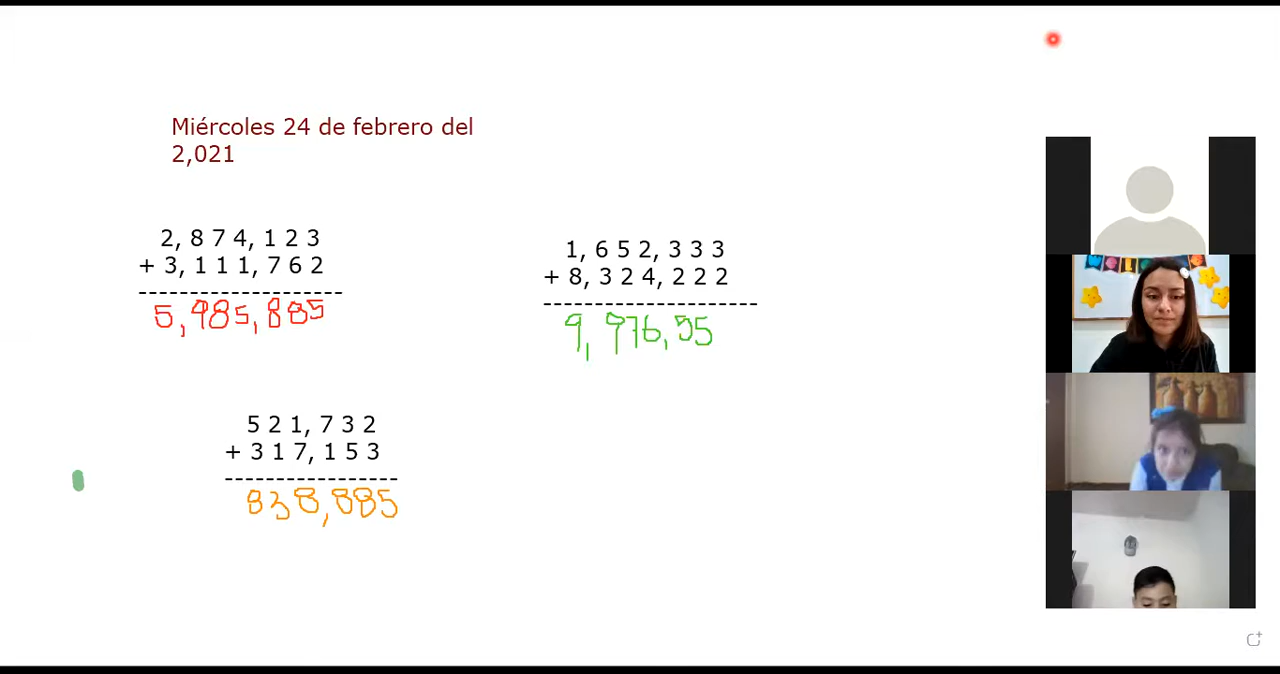 Miércoles 24 de febrero del
2,021
2, 8 7 4, 1 2 3
+ 3, 1 1 1, 7 6 2
-------------------
5,985,885
1, 6 5 2, 3 3 3
+ 8, 3 2 4, 2 2 2
--------------------
9,976,55
5 2 1, 7 3 2
+ 3 1 7, 1 5 3
----------------
838,885